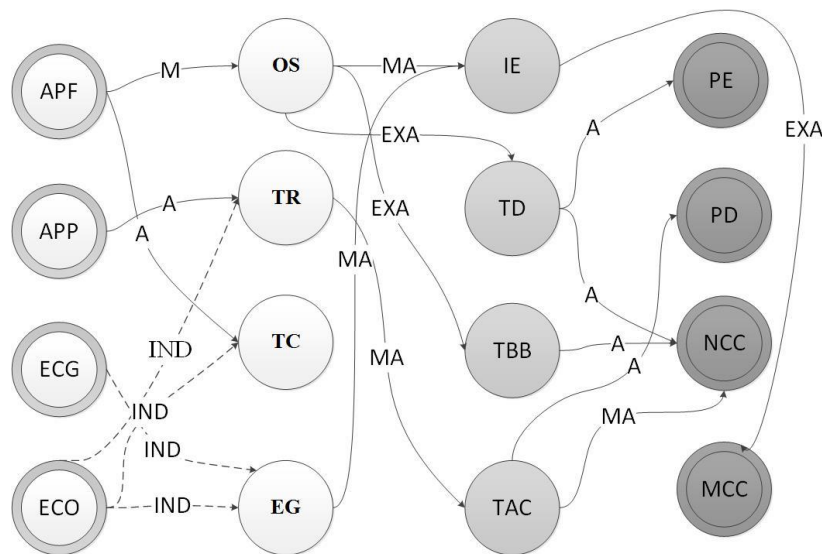 APF
M
OS
MA
IE
PE
EXA
A
EXA
APP
A
A
TR
EXA
TD
PD
MA
A
ECG
IND
TC
MA
TBB
A
A
NCC
IND
IND
MA
ECO
IND
EG
TAC
MCC